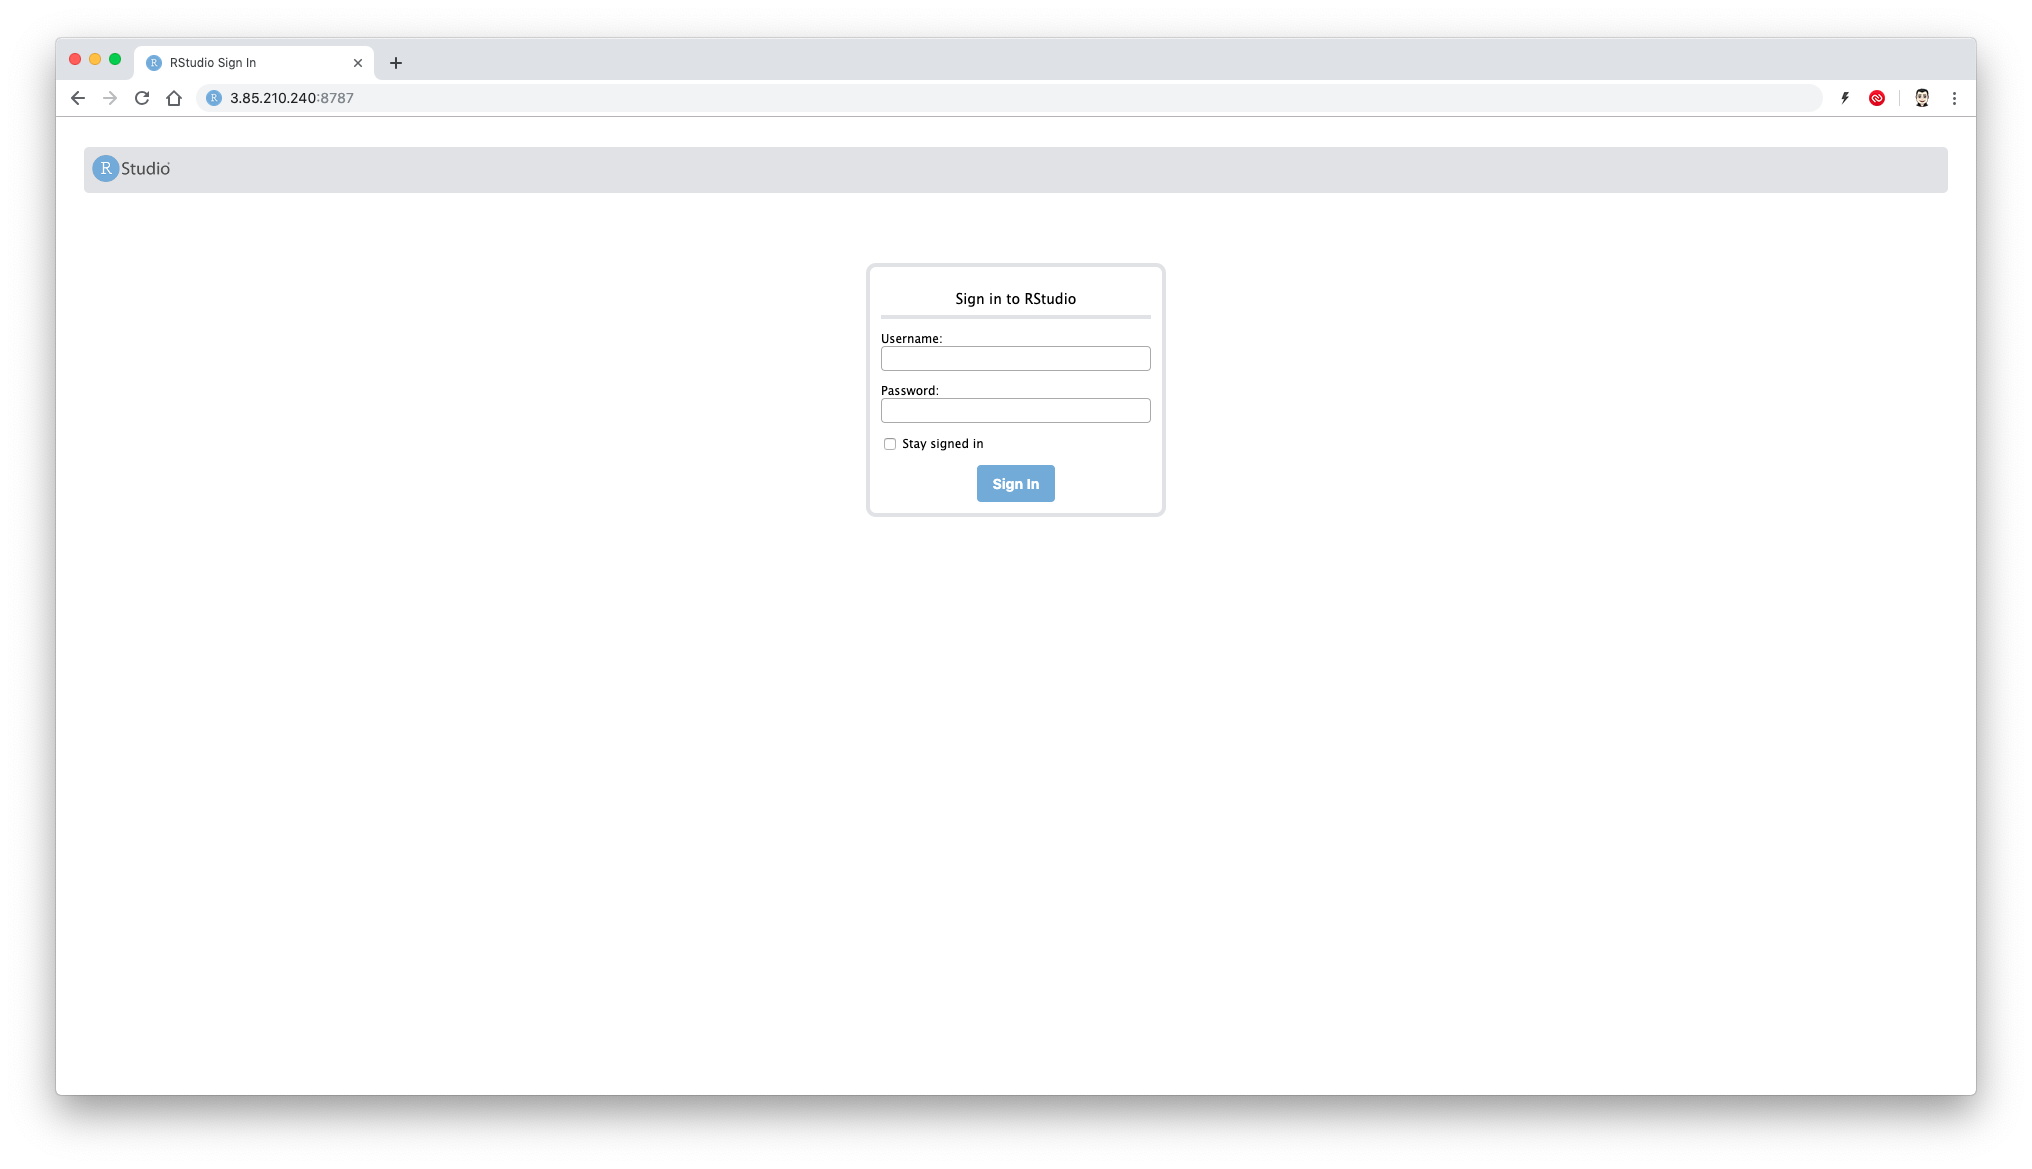 RStudio Sign In
3.85.210.240:8787
R Studio
Sign in to RStudio
Username:
Password:
Stay signed in
Sign In